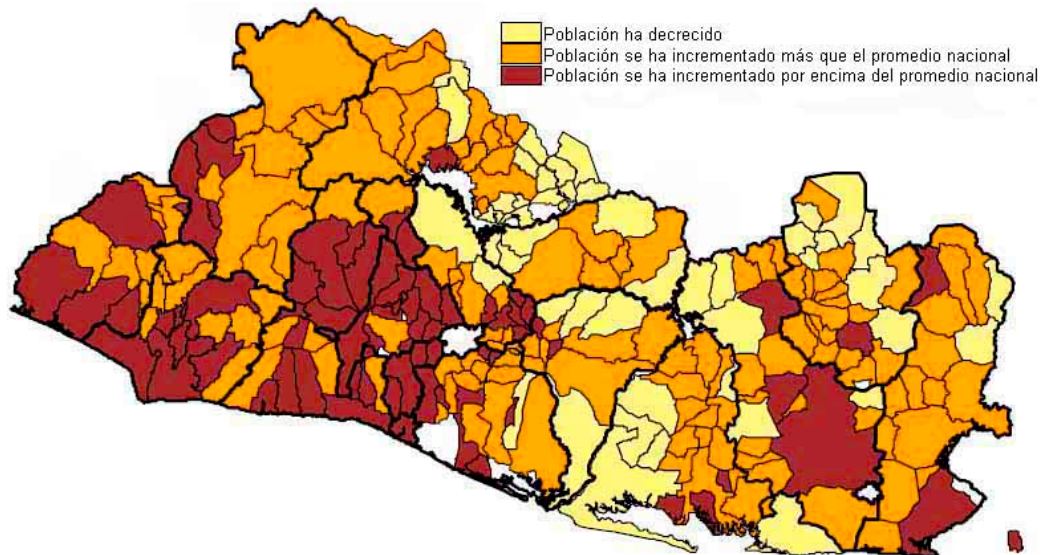 Población ha decrecido
Población se ha incrementado más que el promedio nacional
Población se ha incrementado por encima del promedio nacional